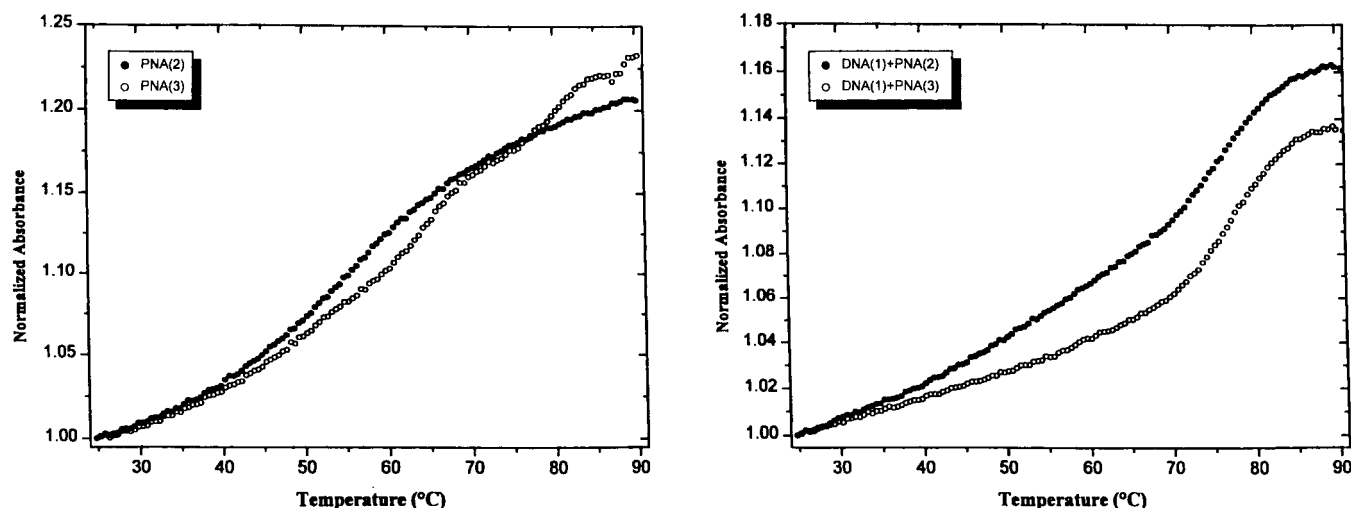 1.25
1.20
1.15
1.10
1.05
1.00
Normalized Absorbance
PNA(2)
PNA(3)
30 40 50 60 70 80 90
Temperature (°C)
1.18
1.16
1.14
1.12
1.10
1.08
1.06
1.04
1.02
1.00
Normalized Absorbance
DNA(1)+PNA(2)
DNA(1)+PNA(3)
30 40 50 60 70 80 90
Temperature (°C)